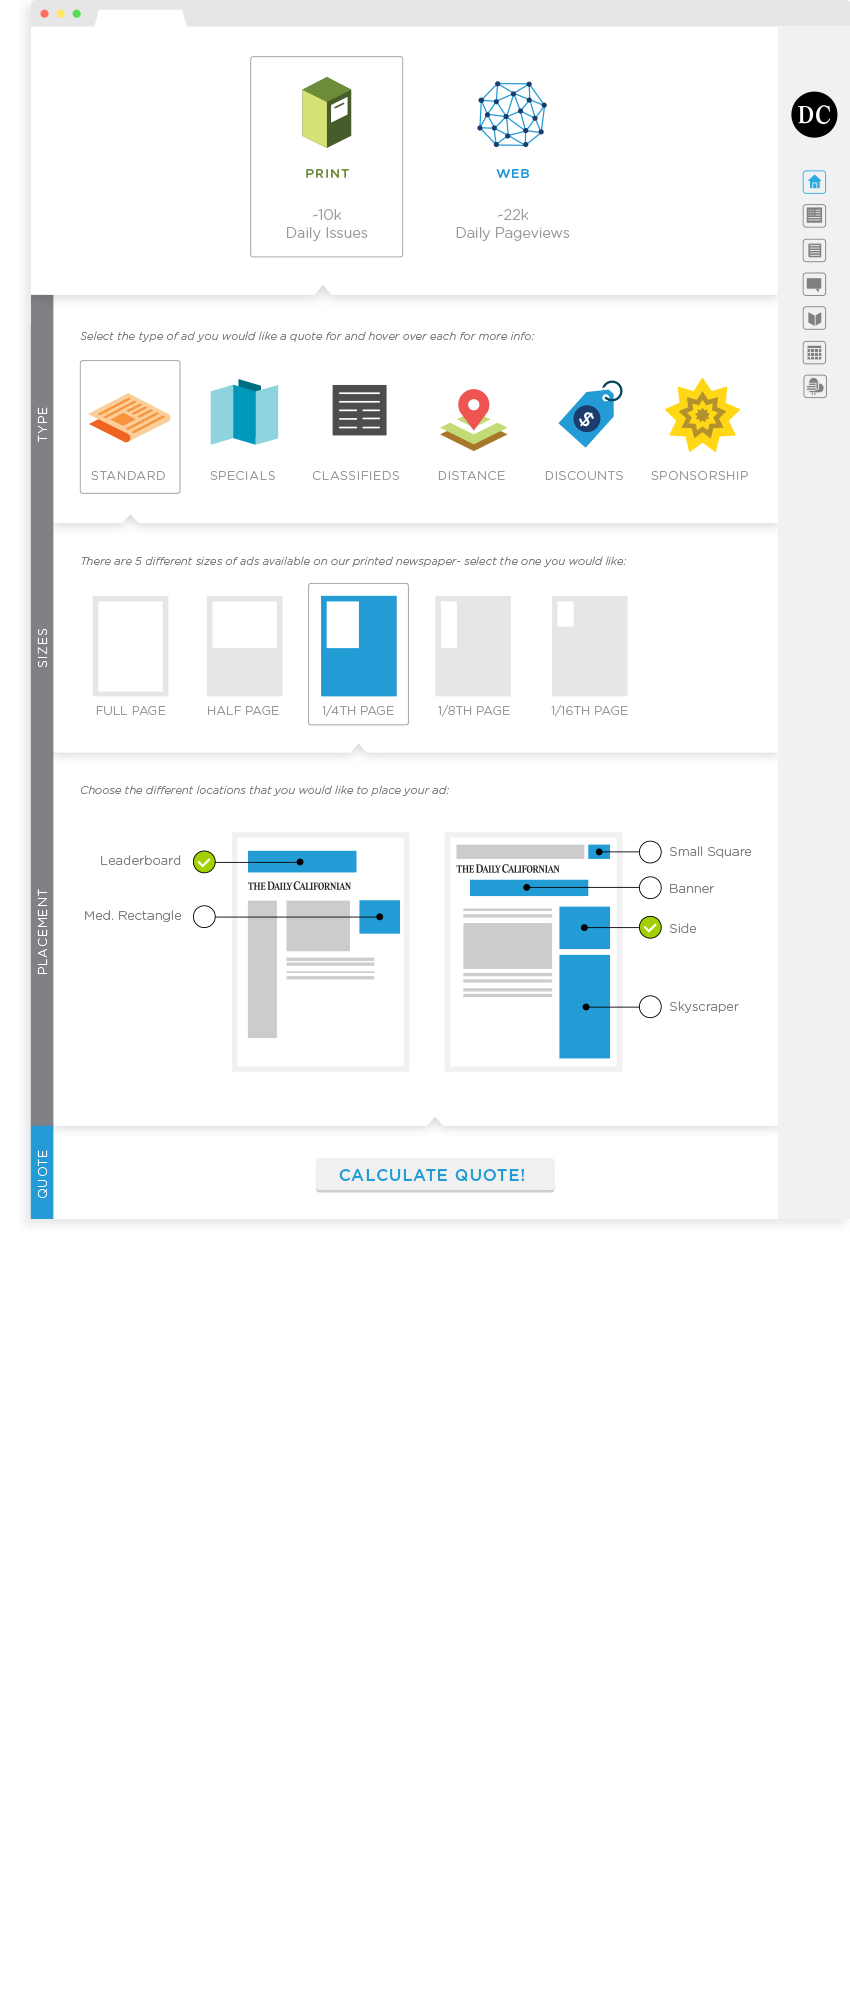 DC
PRINT
~10k
Daily Issues
WEB
~22k
Daily Pageviews
TYPE
Select the type of ad you would like a quote for and hover over each for more info:
$
STANDARD
SPECIALS
CLASSIFIEDS
DISTANCE
DISCOUNTS
SPONSORSHIP
SIZES
There are 5 different sizes of ads available on our printed newspaper- select the one you would like:
FULL PAGE
HALF PAGE
1/4TH PAGE
1/8TH PAGE
1/16TH PAGE
PLACEMENT
Choose the different locations that you would like to place your ad:
Leaderboard
THE DAILY CALIFORNIAN
Med. Rectangle
Small Square
THE DAILY CALIFORNIAN
Banner
Side
Skyscraper
QUOTE
CALCULATE QUOTE!